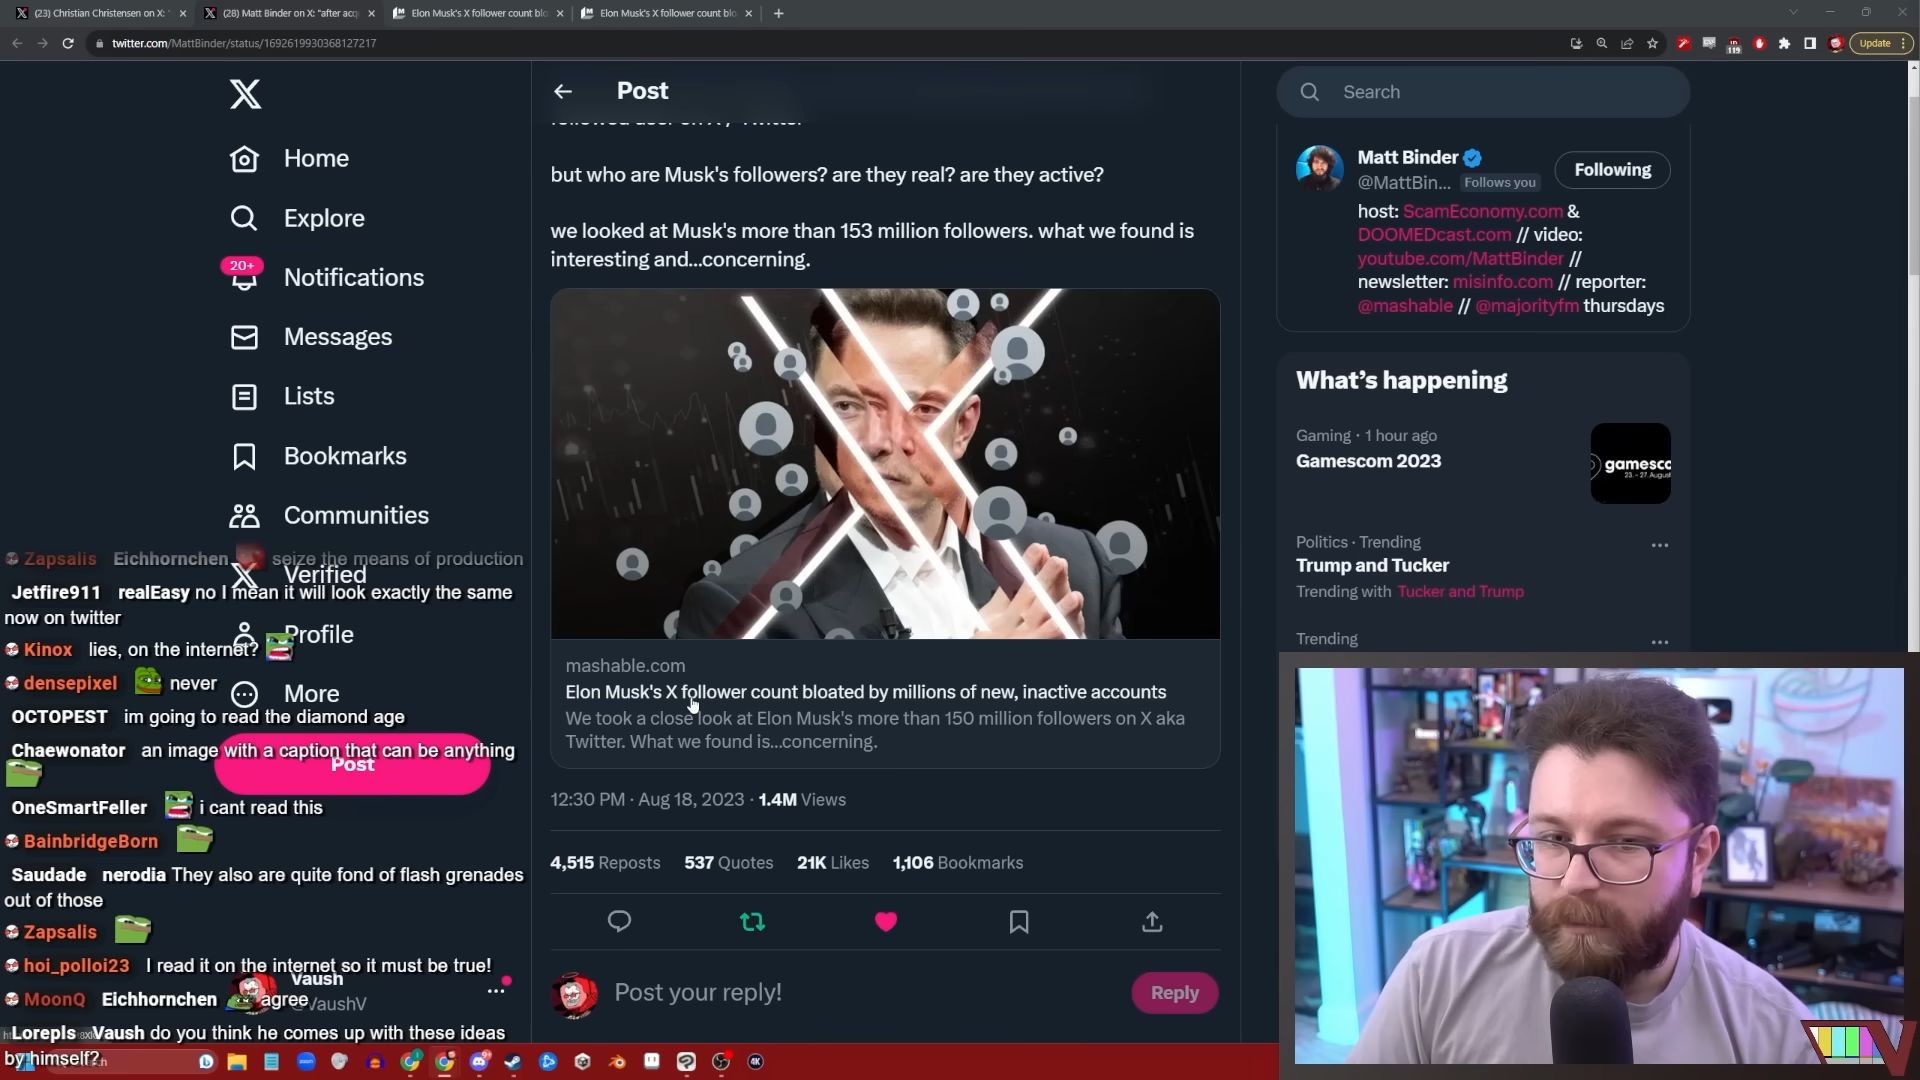 (23) Christian Christensen on X: "
(28) Matt Binder on X: "after acq
Elon Musk's X follower count blo
Elon Musk's X follower count blo
twitter.com/MattBinder/status/1692619930368127217
119
Update
Home
Explore
20+
Notifications
Messages
Lists
Bookmarks
Communities
Verified
Profile
More
Post
Vaush
@VaushV
Zapsalis Eichhornchen seize the means of production
Jetfire911 realEasy no I mean it will look exactly the same
now on twitter
Kinox lies, on the internet?
densepixel never
OCTOPEST im going to read the diamond age
Chaewonator an image with a caption that can be anything
OneSmartFeller i cant read this
BainbridgeBorn
Saudade nerodia They also are quite fond of flash grenades
out of those
Zapsalis
hoi_polloi23 I read it on the internet so it must be true!
MoonQ Eichhornchen agree
Lorepls Vaush do you think he comes up with these ideas
by himself?
Post
followed user on X / Twitter
but who are Musk's followers? are they real? are they active?
we looked at Musk's more than 153 million followers. what we found is
interesting and...concerning.
mashable.com
Elon Musk's X follower count bloated by millions of new, inactive accounts
We took a close look at Elon Musk's more than 150 million followers on X aka
Twitter. What we found is...concerning.
12:30 PM · Aug 18, 2023 · 1.4M Views
4,515 Reposts 537 Quotes 21K Likes 1,106 Bookmarks
Post your reply!
Reply
Search
Matt Binder
@MattBin... Follows you
Following
host: ScamEconomy.com &
DOOMEDcast.com // video:
youtube.com/MattBinder //
newsletter: misinfo.com // reporter:
@mashable // @majorityfm thursdays
What's happening
Gaming · 1 hour ago
Gamescom 2023
gamesco
23. - 27. August
Politics · Trending
Trump and Tucker
Trending with Tucker and Trump
Trending
V